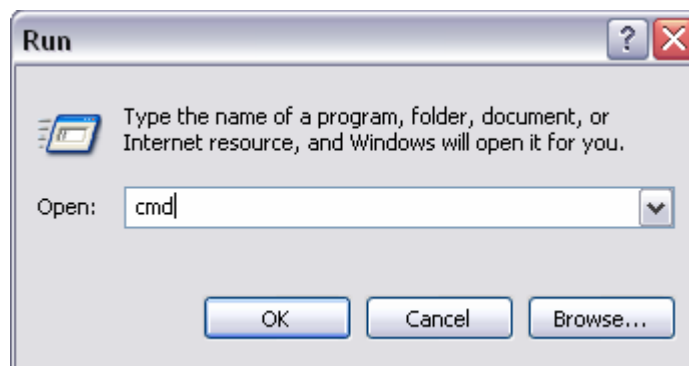 Run
Type the name of a program, folder, document, or
Internet resource, and Windows will open it for you.
Open: cmd
OK Cancel Browse...